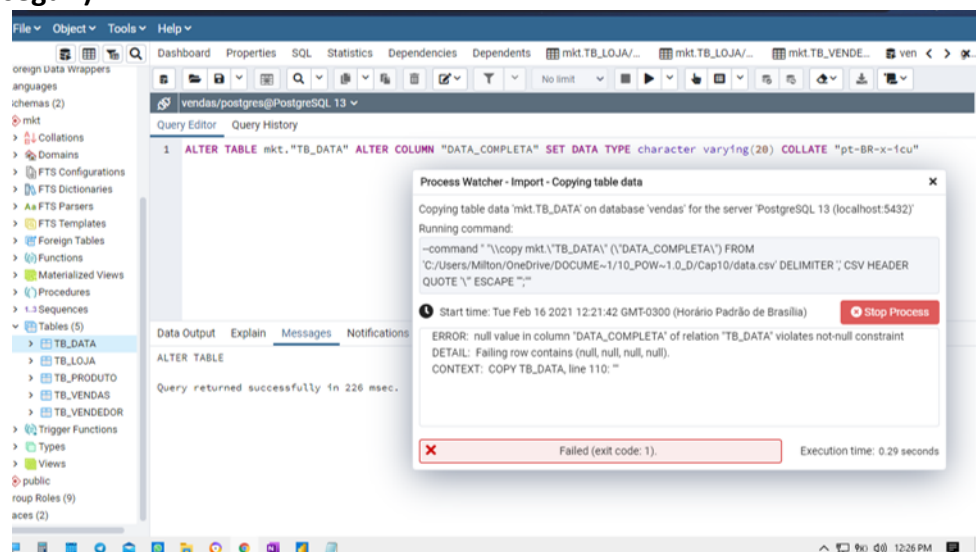 File Object Tools Help
Dashboard Properties SQL Statistics Dependencies Dependents mkt.TB_LOJA/... mkt.TB_LOJA/... mkt.TB_VENDE... ven
oreign Data Wrappers
anguages
No limit
chemas (2)
vendas/postgres@PostgreSQL 13
mkt
Query Editor Query History
Collations
Domains
FTS Configurations
FTS Dictionaries
FTS Parsers
FTS Templates
Foreign Tables
Functions
Materialized Views
Procedures
Sequences
Tables (5)
TB_DATA
TB_LOJA
TB_PRODUTO
TB_VENDAS
TB_VENDEDOR
Trigger Functions
Types
Views
public
roup Roles (9)
aces (2)
1 ALTER TABLE mkt."TB_DATA" ALTER COLUMN "DATA_COMPLETA" SET DATA TYPE character varying(20) COLLATE "pt-BR-x-icu"
Process Watcher - Import - Copying table data
Copying table data 'mkt.TB_DATA' on database 'vendas' for the server 'PostgreSQL 13 (localhost:5432)'
Running command:
--command " "\\copy mkt.\"TB_DATA\" (\"DATA_COMPLETA\") FROM
'C:/Users/Milton/OneDrive/DOCUME~1/10_POW~1.0_D/Cap10/data.csv' DELIMITER ',' CSV HEADER
QUOTE '\"' ESCAPE '''';""
Start time: Tue Feb 16 2021 12:21:42 GMT-0300 (Horário Padrão de Brasília)
Stop Process
ERROR: null value in column "DATA_COMPLETA" of relation "TB_DATA" violates not-null constraint
DETAIL: Failing row contains (null, null, null, null).
CONTEXT: COPY TB_DATA, line 110: ""
Failed (exit code: 1).
Execution time: 0.29 seconds
Data Output Explain Messages Notifications
ALTER TABLE
Query returned successfully in 226 msec.
12:26 PM